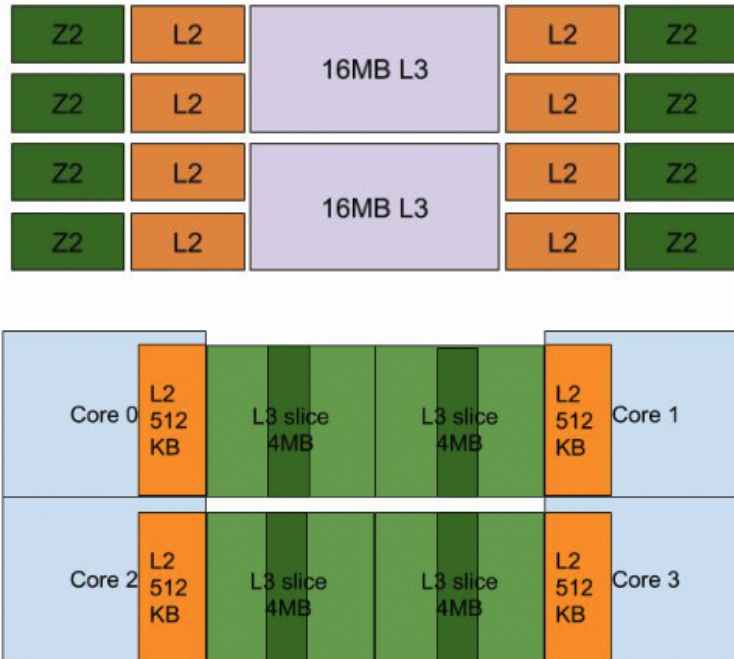 Z2 L2 16MB L3 L2 Z2
Z2 L2 L2 Z2
Z2 L2 16MB L3 L2 Z2
Z2 L2 L2 Z2
Core 0
L2
512
KB
L3 slice
4MB
L3 slice
4MB
L2
512
KB
Core 1
Core 2
L2
512
KB
L3 slice
4MB
L3 slice
4MB
L2
512
KB
Core 3